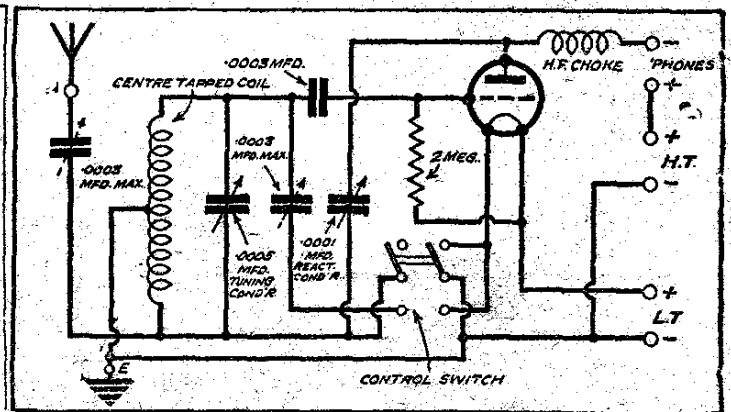 .0003 MFD.
CENTRE TAPPED COIL
H.F. CHOKE
-
'PHONES
+
+
H.T.
-
.0003
MFD. MAX.
.0003
MFD. MAX.
2 MEG.
.0005
MFD.
TUNING
COND'R
.0001
MFD.
REACT.
COND'R
+
L.T
-
E
CONTROL SWITCH